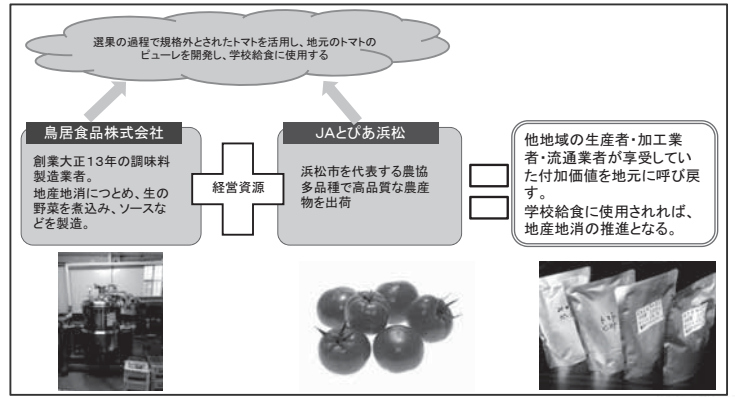 選果の過程で規格外とされたトマトを活用し、地元のトマトの
ピューレを開発し、学校給食に使用する
鳥居食品株式会社
創業大正13年の調味料
製造業者。
地産地消につとめ、生の
野菜を煮込み、ソースな
どを製造。
経営資源
JAとぴあ浜松
浜松市を代表する農協
多品種で高品質な農産
物を出荷
他地域の生産者・加工業
者・流通業者が享受してい
た付加価値を地元に呼び戻
す。
学校給食に使用されれば、
地産地消の推進となる。